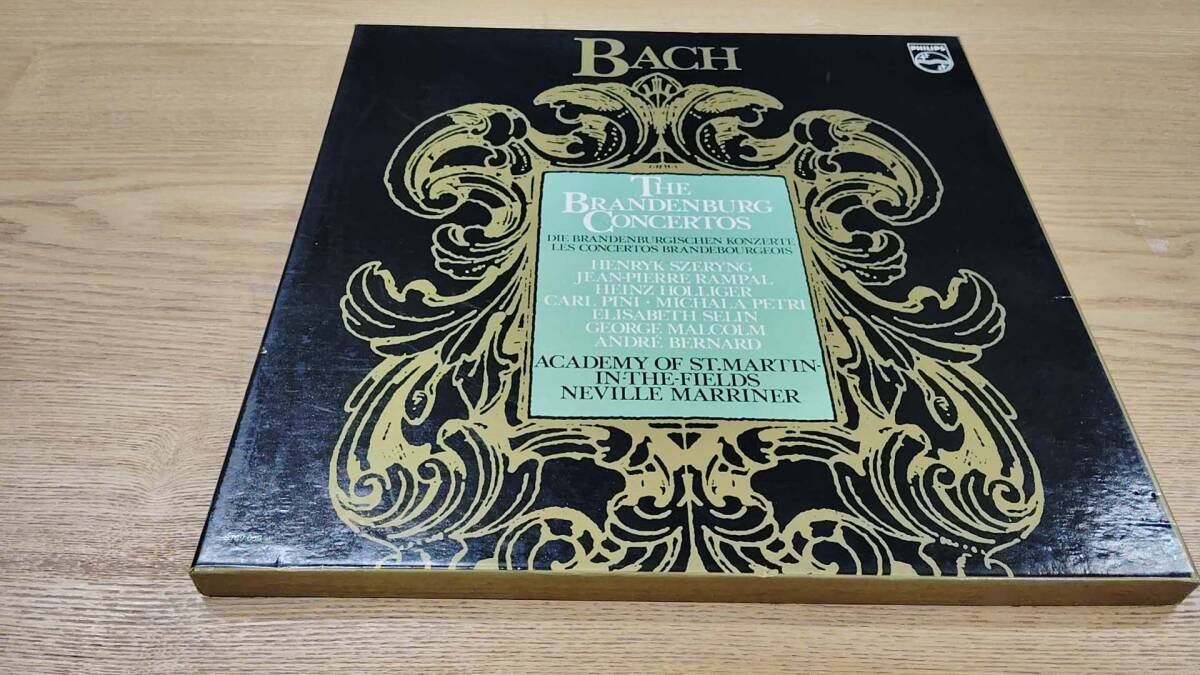 BACH
PHILIPS
THE
BRANDENBURG
CONCERTOS
DIE BRANDENBURGISCHEN KONZERTE
LES CONCERTOS BRANDEBOURGEOIS
HENRYK SZERYNG
JEAN-PIERRE RAMPAL
HEINZ HOLLIGER
CARL PINI · MICHALA PETRI
ELISABETH SELIN
GEORGE MALCOLM
ANDRÉ BERNARD
ACADEMY OF ST. MARTIN-
IN-THE-FIELDS
NEVILLE MARRINER